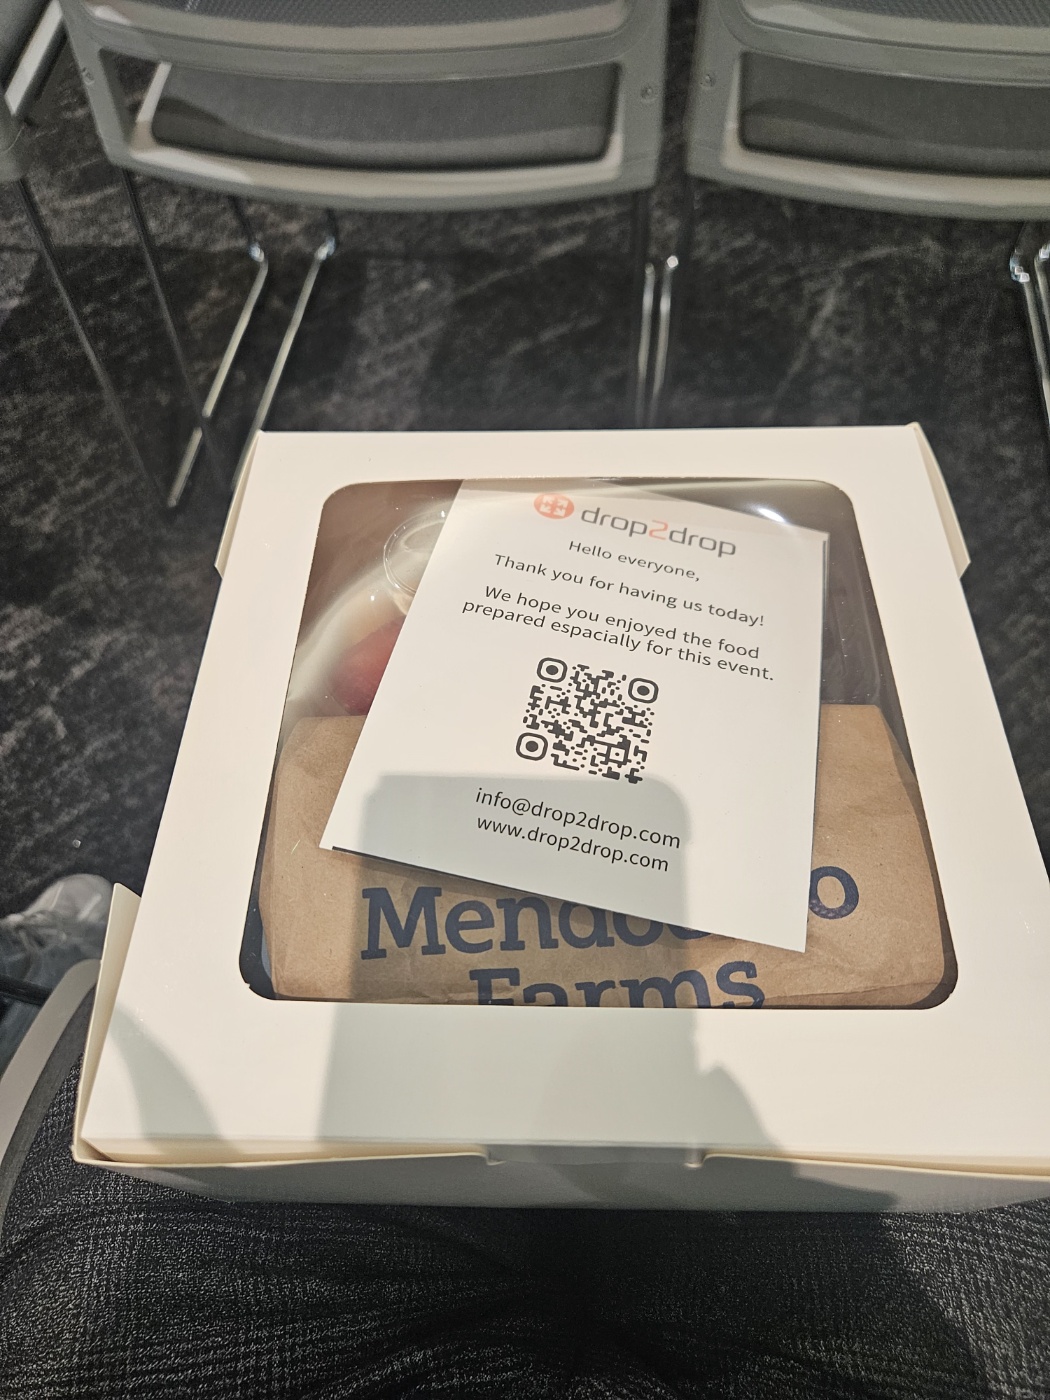 drop2drop
Hello everyone,
Thank you for having us today!
We hope you enjoyed the food
prepared espacially for this event.
info@drop2drop.com
www.drop2drop.com
Mendocino
Farms